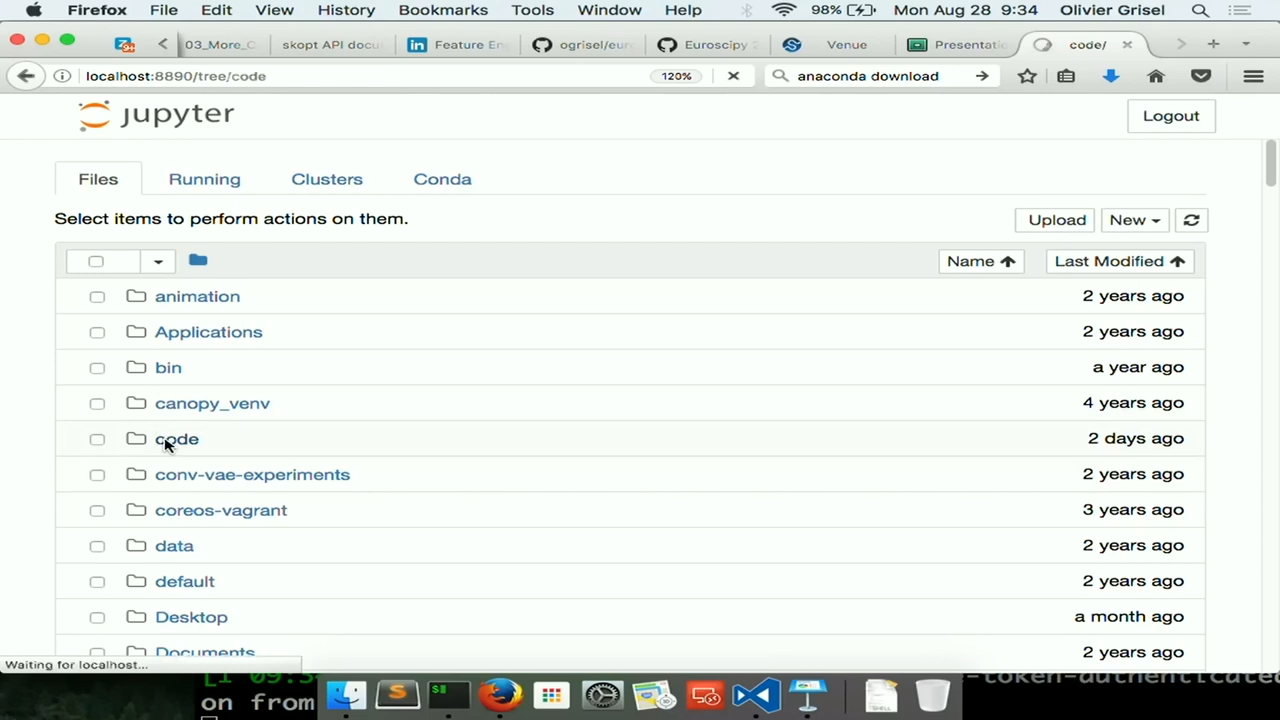 Firefox File Edit View History Bookmarks Tools Window Help 98% Mon Aug 28 9:34 Olivier Grisel
03_More_C skopt API docu Feature En ogrisel/eur Euroscipy 2 Venue Presentatic code/
localhost:8890/tree/code 120% anaconda download
jupyter Logout
Files Running Clusters Conda
Select items to perform actions on them. Upload New
Name Last Modified
animation 2 years ago
Applications 2 years ago
bin a year ago
canopy_venv 4 years ago
code 2 days ago
conv-vae-experiments 2 years ago
coreos-vagrant 3 years ago
data 2 years ago
default 2 years ago
Desktop a month ago
Documents 2 years ago
Waiting for localhost...
-token-authenticated
on from